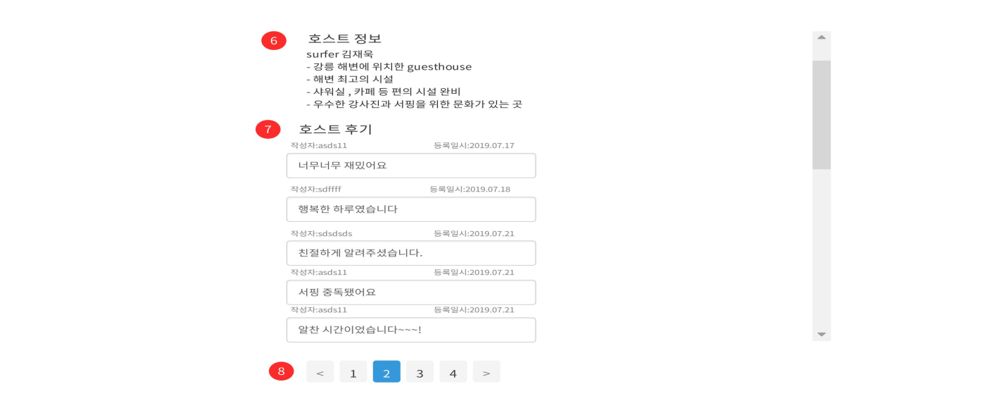 6 호스트 정보
surfer 김재욱
- 강릉 해변에 위치한 guesthouse
- 해변 최고의 시설
- 샤워실 , 카페 등 편의 시설 완비
- 우수한 강사진과 서핑을 위한 문화가 있는 곳
7 호스트 후기
작성자:asds11 등록일시:2019.07.17
너무너무 재밌어요
작성자:sdffff 등록일시:2019.07.18
행복한 하루였습니다
작성자:sdsdsds 등록일시:2019.07.21
친절하게 알려주셨습니다.
작성자:asds11 등록일시:2019.07.21
서핑 중독됐어요
작성자:asds11 등록일시:2019.07.21
알찬 시간이었습니다~~~!
8 < 1 2 3 4 >